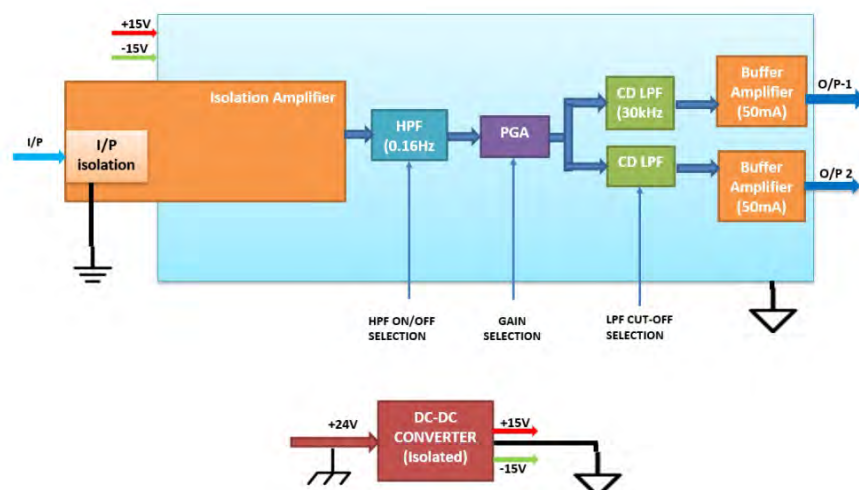 +15V
-15V
Isolation Amplifier
I/P
I/P
isolation
HPF
(0.16Hz
PGA
CD LPF
(30kHz
CD LPF
Buffer
Amplifier
(50mA)
O/P-1
Buffer
Amplifier
(50mA)
O/P 2
HPF ON/OFF
SELECTION
GAIN
SELECTION
LPF CUT-OFF
SELECTION
+24V
DC-DC
CONVERTER
(Isolated)
+15V
-15V